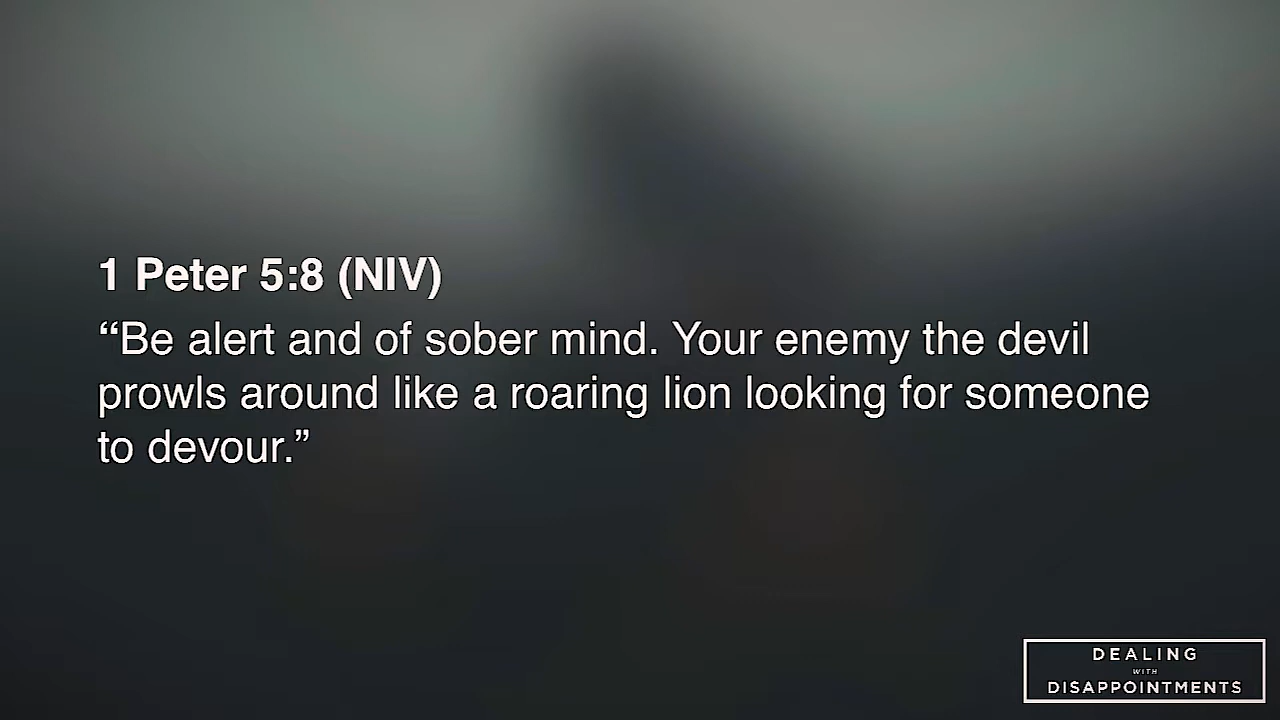 1 Peter 5:8 (NIV)
“Be alert and of sober mind. Your enemy the devil
prowls around like a roaring lion looking for someone
to devour.”
DEALING
WITH
DISAPPOINTMENTS